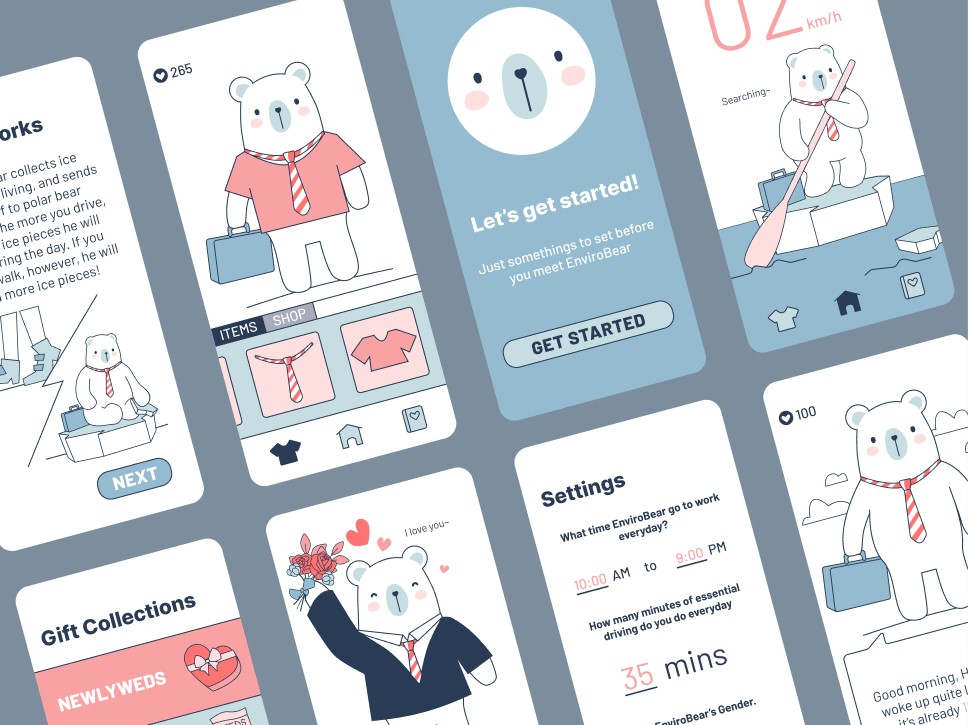 orks
ar collects ice
living, and sends
f to polar bear
he more you drive,
ice pieces he will
ring the day. If you
walk, however, he will
more ice pieces!
NEXT
265
ITEMS
SHOP
Let's get started!
Just somethings to set before
you meet EnviroBear
GET STARTED
02 km/h
Searching~
Gift Collections
NEWLYWEDS
I love you~
Settings
What time EnviroBear go to work
everyday?
10:00 AM to 9:00 PM
How many minutes of essential
driving do you do everyday
35 mins
EnviroBear's Gender.
100
Good morning, H
woke up quite l
it's already 1